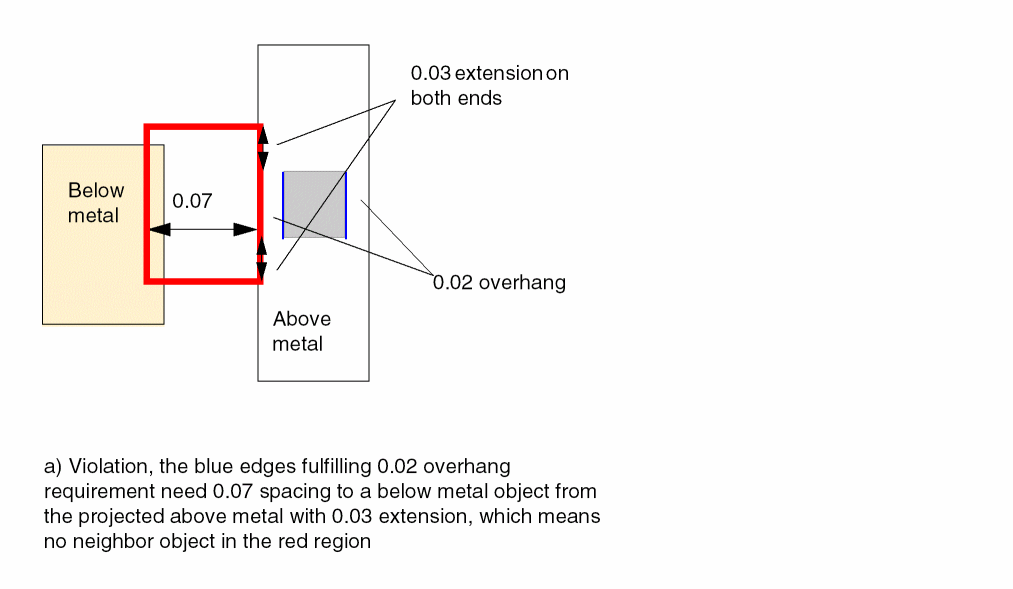 0.03 extension on
both ends
Below
metal
0.07
0.02 overhang
Above
metal
a) Violation, the blue edges fulfilling 0.02 overhang
requirement need 0.07 spacing to a below metal object from
the projected above metal with 0.03 extension, which means
no neighbor object in the red region